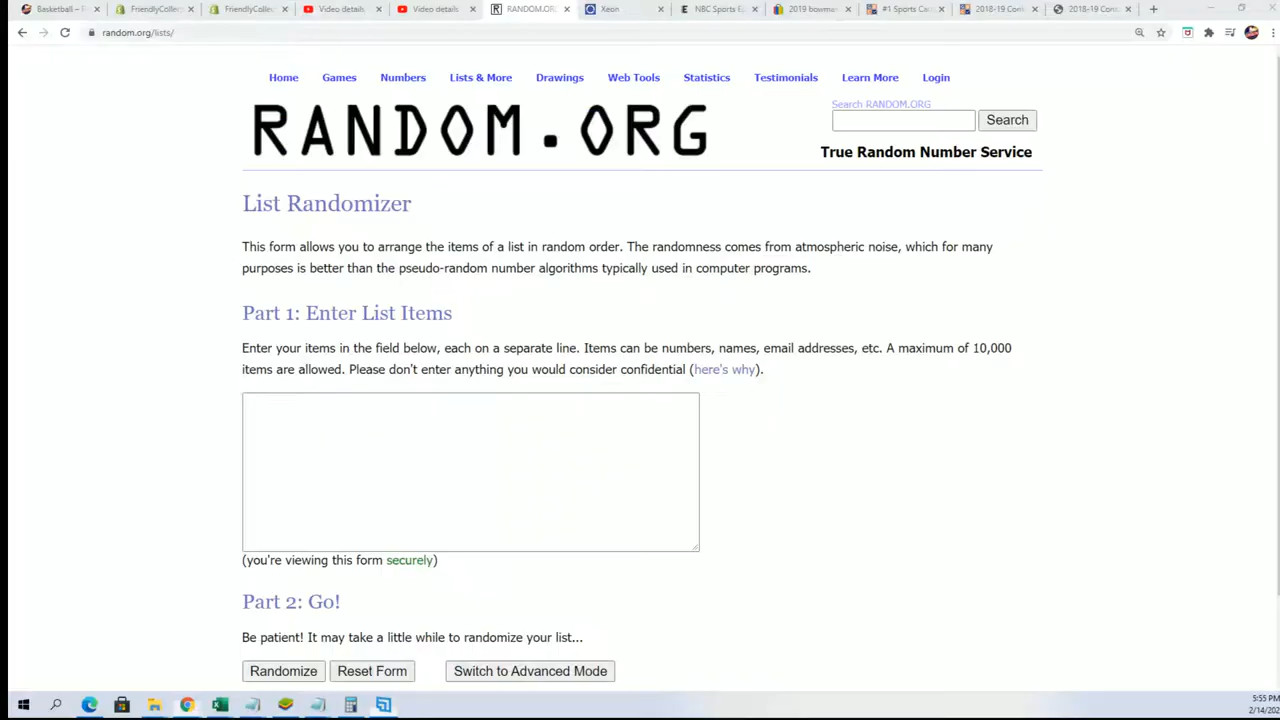 Basketball – F
FriendlyCollec
FriendlyCollec
Video details
Video details
RANDOM.OR
Xeon
NBC Sports E
2019 bowma
#1 Sports Ca
2018-19 Con
2018-19 Con
random.org/lists/
Home Games Numbers Lists & More Drawings Web Tools Statistics Testimonials Learn More Login
RANDOM.ORG
Search RANDOM.ORG
Search
True Random Number Service
List Randomizer
This form allows you to arrange the items of a list in random order. The randomness comes from atmospheric noise, which for many
purposes is better than the pseudo-random number algorithms typically used in computer programs.
Part 1: Enter List Items
Enter your items in the field below, each on a separate line. Items can be numbers, names, email addresses, etc. A maximum of 10,000
items are allowed. Please don't enter anything you would consider confidential (here's why).
(you're viewing this form securely)
Part 2: Go!
Be patient! It may take a little while to randomize your list...
Randomize Reset Form Switch to Advanced Mode
5:55 PM
2/14/202